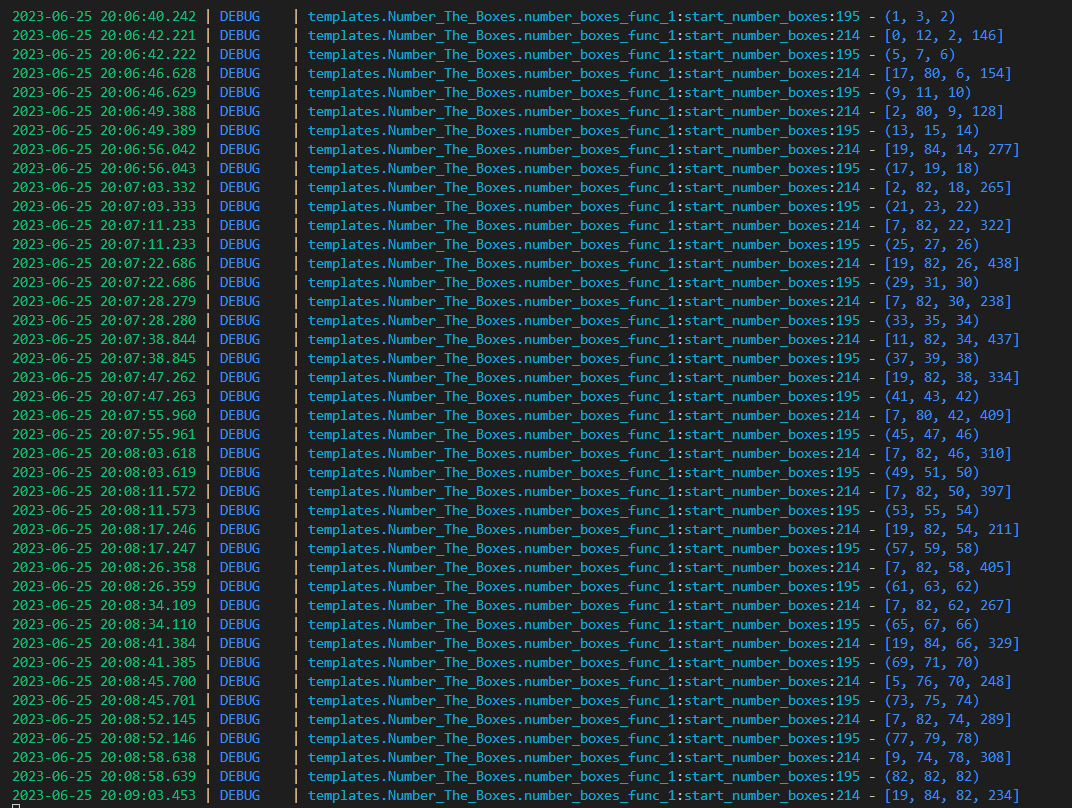 2023-06-25 20:06:40.242 | DEBUG    | templates.Number_The_Boxes.number_boxes_func_1:start_number_boxes:195 - (1, 3, 2)
2023-06-25 20:06:42.221 | DEBUG    | templates.Number_The_Boxes.number_boxes_func_1:start_number_boxes:214 - [0, 12, 2, 146]
2023-06-25 20:06:42.222 | DEBUG    | templates.Number_The_Boxes.number_boxes_func_1:start_number_boxes:195 - (5, 7, 6)
2023-06-25 20:06:46.628 | DEBUG    | templates.Number_The_Boxes.number_boxes_func_1:start_number_boxes:214 - [17, 80, 6, 154]
2023-06-25 20:06:46.629 | DEBUG    | templates.Number_The_Boxes.number_boxes_func_1:start_number_boxes:195 - (9, 11, 10)
2023-06-25 20:06:49.388 | DEBUG    | templates.Number_The_Boxes.number_boxes_func_1:start_number_boxes:214 - [2, 80, 9, 128]
2023-06-25 20:06:49.389 | DEBUG    | templates.Number_The_Boxes.number_boxes_func_1:start_number_boxes:195 - (13, 15, 14)
2023-06-25 20:06:56.042 | DEBUG    | templates.Number_The_Boxes.number_boxes_func_1:start_number_boxes:214 - [19, 84, 14, 277]
2023-06-25 20:06:56.043 | DEBUG    | templates.Number_The_Boxes.number_boxes_func_1:start_number_boxes:195 - (17, 19, 18)
2023-06-25 20:07:03.332 | DEBUG    | templates.Number_The_Boxes.number_boxes_func_1:start_number_boxes:214 - [2, 82, 18, 265]
2023-06-25 20:07:03.333 | DEBUG    | templates.Number_The_Boxes.number_boxes_func_1:start_number_boxes:195 - (21, 23, 22)
2023-06-25 20:07:11.233 | DEBUG    | templates.Number_The_Boxes.number_boxes_func_1:start_number_boxes:214 - [7, 82, 22, 322]
2023-06-25 20:07:11.233 | DEBUG    | templates.Number_The_Boxes.number_boxes_func_1:start_number_boxes:195 - (25, 27, 26)
2023-06-25 20:07:22.686 | DEBUG    | templates.Number_The_Boxes.number_boxes_func_1:start_number_boxes:214 - [19, 82, 26, 438]
2023-06-25 20:07:22.686 | DEBUG    | templates.Number_The_Boxes.number_boxes_func_1:start_number_boxes:195 - (29, 31, 30)
2023-06-25 20:07:28.279 | DEBUG    | templates.Number_The_Boxes.number_boxes_func_1:start_number_boxes:214 - [7, 82, 30, 238]
2023-06-25 20:07:28.280 | DEBUG    | templates.Number_The_Boxes.number_boxes_func_1:start_number_boxes:195 - (33, 35, 34)
2023-06-25 20:07:38.844 | DEBUG    | templates.Number_The_Boxes.number_boxes_func_1:start_number_boxes:214 - [11, 82, 34, 437]
2023-06-25 20:07:38.845 | DEBUG    | templates.Number_The_Boxes.number_boxes_func_1:start_number_boxes:195 - (37, 39, 38)
2023-06-25 20:07:47.262 | DEBUG    | templates.Number_The_Boxes.number_boxes_func_1:start_number_boxes:214 - [19, 82, 38, 334]
2023-06-25 20:07:47.263 | DEBUG    | templates.Number_The_Boxes.number_boxes_func_1:start_number_boxes:195 - (41, 43, 42)
2023-06-25 20:07:55.960 | DEBUG    | templates.Number_The_Boxes.number_boxes_func_1:start_number_boxes:214 - [7, 80, 42, 409]
2023-06-25 20:07:55.961 | DEBUG    | templates.Number_The_Boxes.number_boxes_func_1:start_number_boxes:195 - (45, 47, 46)
2023-06-25 20:08:03.618 | DEBUG    | templates.Number_The_Boxes.number_boxes_func_1:start_number_boxes:214 - [7, 82, 46, 310]
2023-06-25 20:08:03.619 | DEBUG    | templates.Number_The_Boxes.number_boxes_func_1:start_number_boxes:195 - (49, 51, 50)
2023-06-25 20:08:11.572 | DEBUG    | templates.Number_The_Boxes.number_boxes_func_1:start_number_boxes:214 - [7, 82, 50, 397]
2023-06-25 20:08:11.573 | DEBUG    | templates.Number_The_Boxes.number_boxes_func_1:start_number_boxes:195 - (53, 55, 54)
2023-06-25 20:08:17.246 | DEBUG    | templates.Number_The_Boxes.number_boxes_func_1:start_number_boxes:214 - [19, 82, 54, 211]
2023-06-25 20:08:17.247 | DEBUG    | templates.Number_The_Boxes.number_boxes_func_1:start_number_boxes:195 - (57, 59, 58)
2023-06-25 20:08:26.358 | DEBUG    | templates.Number_The_Boxes.number_boxes_func_1:start_number_boxes:214 - [7, 82, 58, 405]
2023-06-25 20:08:26.359 | DEBUG    | templates.Number_The_Boxes.number_boxes_func_1:start_number_boxes:195 - (61, 63, 62)
2023-06-25 20:08:34.109 | DEBUG    | templates.Number_The_Boxes.number_boxes_func_1:start_number_boxes:214 - [7, 82, 62, 267]
2023-06-25 20:08:34.110 | DEBUG    | templates.Number_The_Boxes.number_boxes_func_1:start_number_boxes:195 - (65, 67, 66)
2023-06-25 20:08:41.384 | DEBUG    | templates.Number_The_Boxes.number_boxes_func_1:start_number_boxes:214 - [19, 84, 66, 329]
2023-06-25 20:08:41.385 | DEBUG    | templates.Number_The_Boxes.number_boxes_func_1:start_number_boxes:195 - (69, 71, 70)
2023-06-25 20:08:45.700 | DEBUG    | templates.Number_The_Boxes.number_boxes_func_1:start_number_boxes:214 - [5, 76, 70, 248]
2023-06-25 20:08:45.701 | DEBUG    | templates.Number_The_Boxes.number_boxes_func_1:start_number_boxes:195 - (73, 75, 74)
2023-06-25 20:08:52.145 | DEBUG    | templates.Number_The_Boxes.number_boxes_func_1:start_number_boxes:214 - [7, 82, 74, 289]
2023-06-25 20:08:52.146 | DEBUG    | templates.Number_The_Boxes.number_boxes_func_1:start_number_boxes:195 - (77, 79, 78)
2023-06-25 20:08:58.638 | DEBUG    | templates.Number_The_Boxes.number_boxes_func_1:start_number_boxes:214 - [9, 74, 78, 308]
2023-06-25 20:08:58.639 | DEBUG    | templates.Number_The_Boxes.number_boxes_func_1:start_number_boxes:195 - (82, 82, 82)
2023-06-25 20:09:03.453 | DEBUG    | templates.Number_The_Boxes.number_boxes_func_1:start_number_boxes:214 - [19, 84, 82, 234]